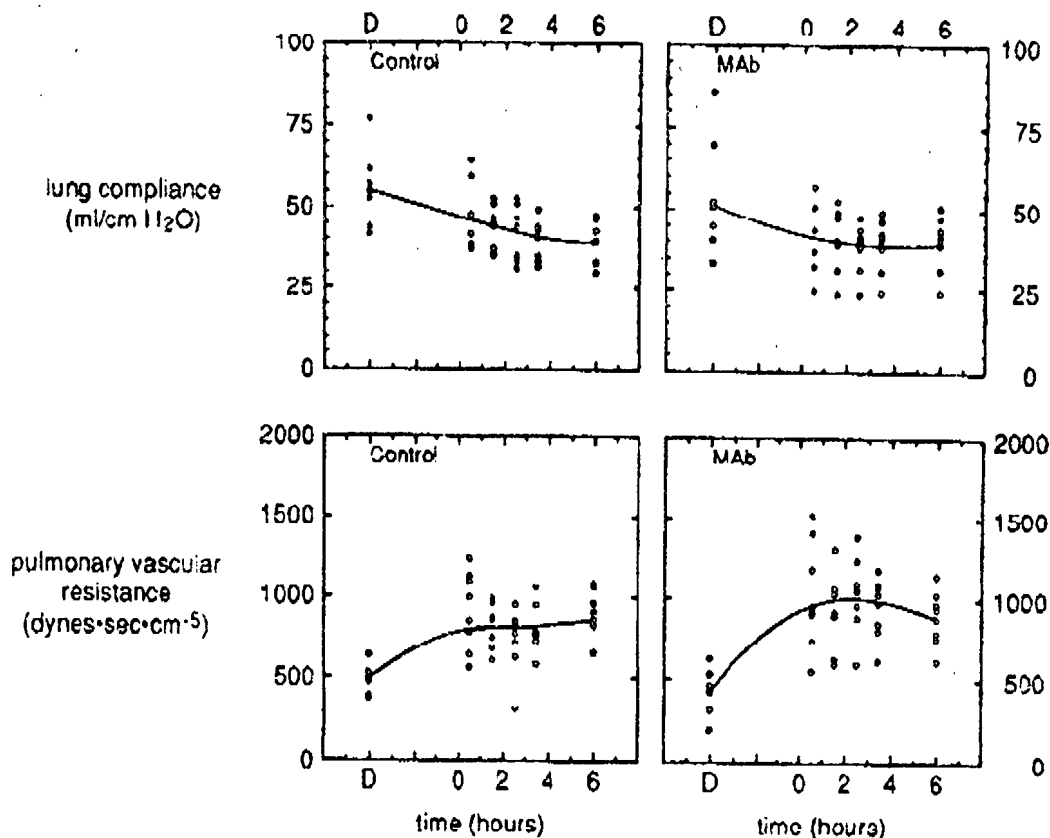 D 0 2 4 6 D 0 2 4 6
100 Control MAb 100
75 75
lung compliance
(ml/cm H₂O)
50 50
25 25
0 0
2000 Control MAb 2000
1500 1500
pulmonary vascular
resistance
(dynes•sec•cm⁻⁵)
1000 1000
500 500
0 0
D 0 2 4 6 D 0 2 4 6
time (hours) time (hours)